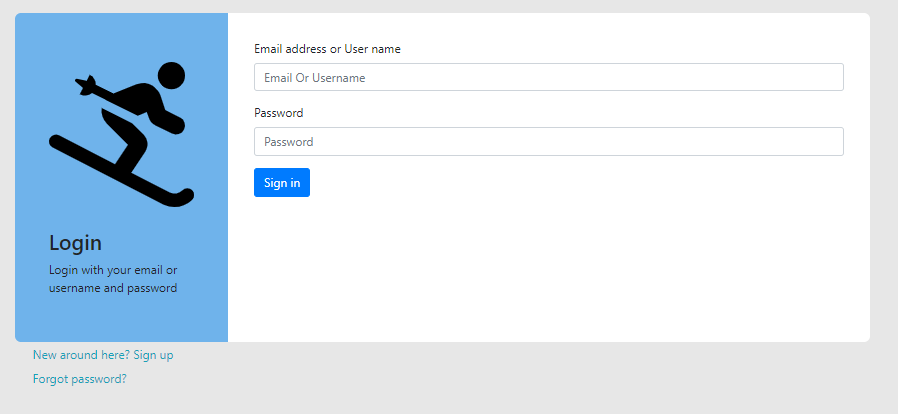 Email address or User name
Email Or Username
Password
Password
Sign in
Login
Login with your email or
username and password
New around here? Sign up
Forgot password?